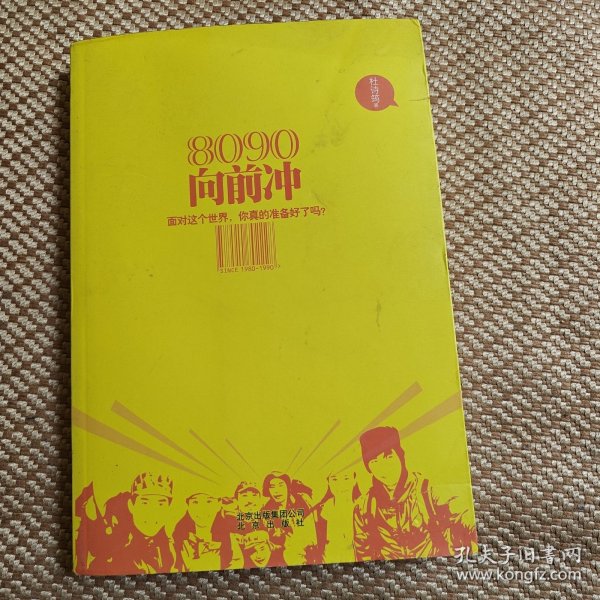 杜诗鸽 著
8090
向前冲
面对这个世界，你真的准备好了吗？
SINCE 1980-1990
北京出版集团公司
北京出版社
孔夫子旧书网
www.kongfz.com